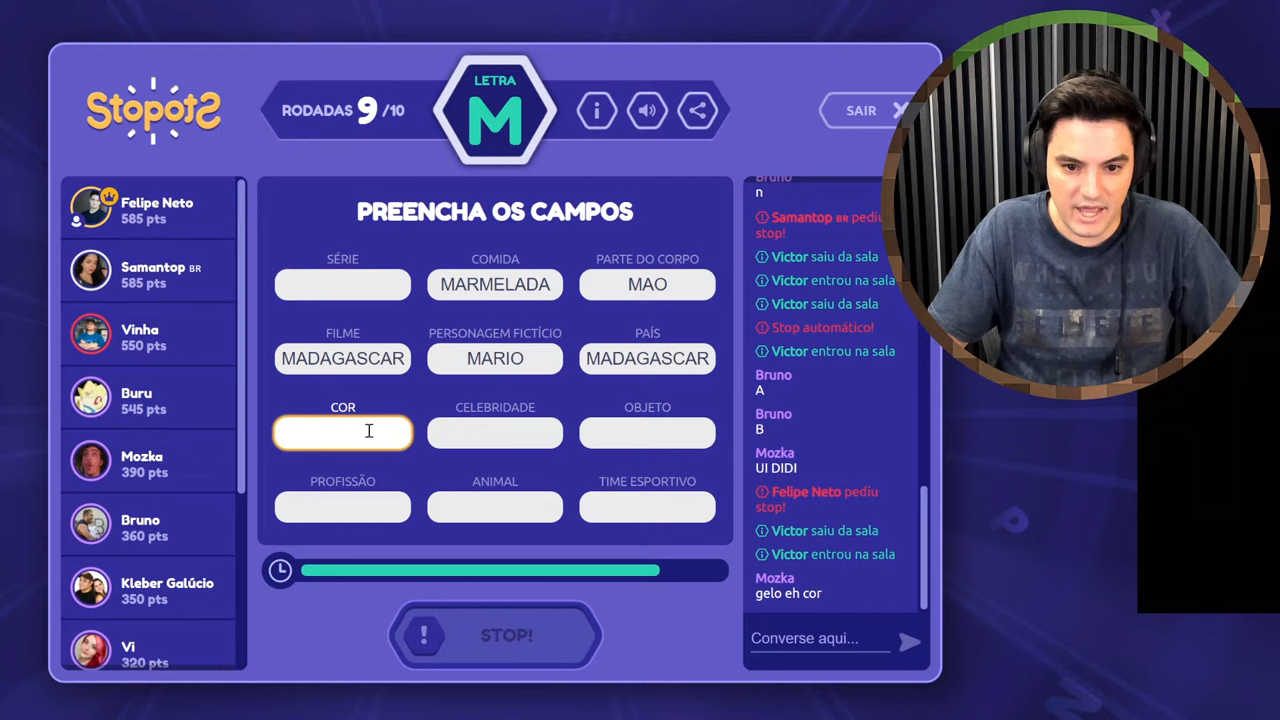 StopotS
RODADAS 9/10
LETRA
M
SAIR
Felipe Neto
585 pts
Samantop BR
585 pts
Vinha
550 pts
Buru
545 pts
Mozka
390 pts
Bruno
360 pts
Kleber Galúcio
350 pts
Vi
320 pts
PREENCHA OS CAMPOS
SÉRIE
COMIDA
MARMELADA
PARTE DO CORPO
MAO
FILME
MADAGASCAR
PERSONAGEM FICTÍCIO
MARIO
PAÍS
MADAGASCAR
COR
CELEBRIDADE
OBJETO
PROFISSÃO
ANIMAL
TIME ESPORTIVO
! STOP!
Bruno
n
Samantop BR pediu
stop!
Victor saiu da sala
Victor entrou na sala
Victor saiu da sala
Stop automático!
Victor entrou na sala
Bruno
A
Bruno
B
Mozka
UI DIDI
Felipe Neto pediu
stop!
Victor saiu da sala
Victor entrou na sala
Mozka
gelo eh cor
Converse aqui...
WHEN YOU